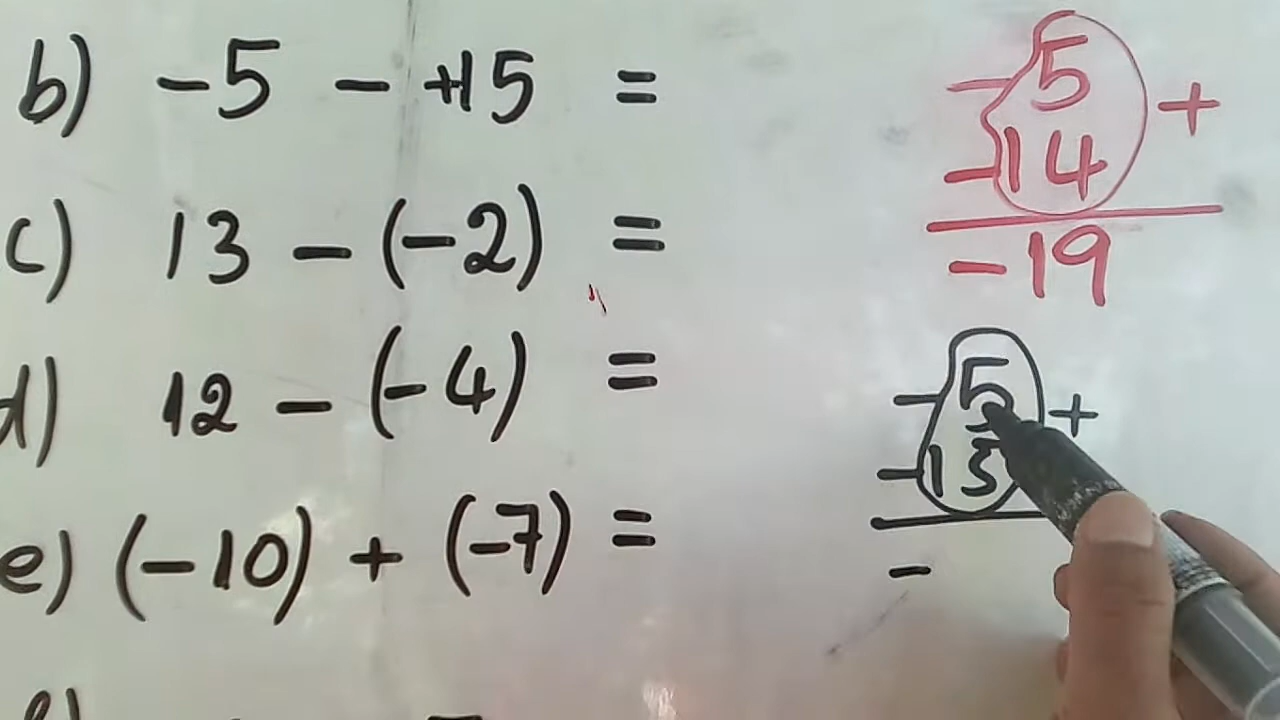 b) -5 - +15 =
c) 13 - (-2) =
d) 12 - (-4) =
e) (-10) + (-7) =
-5 +
-14
-19
-5 +
-15
-